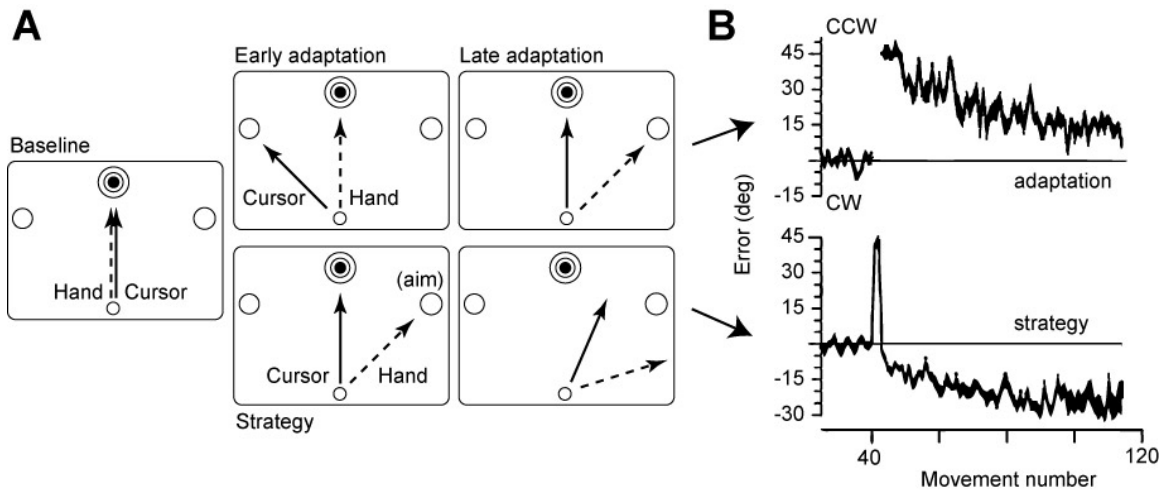 A
Baseline
Hand
Cursor
Early adaptation
Cursor
Hand
Late adaptation
(aim)
Cursor
Hand
Strategy
B
CCW
45
30
15
-15
adaptation
CW
Error (deg)
45
30
15
-15
-30
strategy
40
120
Movement number